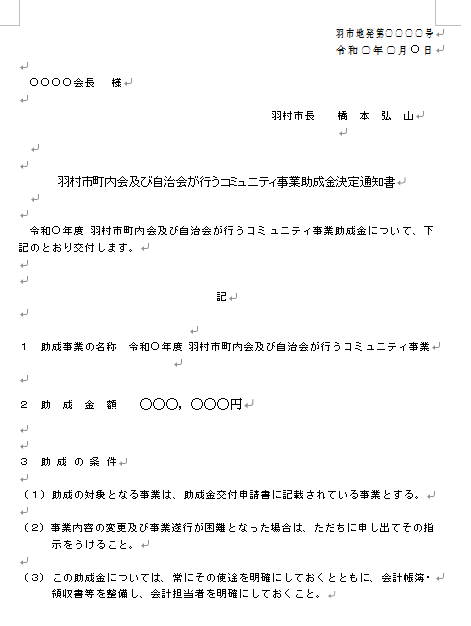 羽市地発第〇〇〇〇号
令和〇年〇月〇日
〇〇〇〇会長　様
羽村市長　　橋　本　弘　山
羽村市町内会及び自治会が行うコミュニティ事業助成金決定通知書
令和〇年度 羽村市町内会及び自治会が行うコミュニティ事業助成金について、下
記のとおり交付します。
記
１　助成事業の名称　令和〇年度 羽村市町内会及び自治会が行うコミュニティ事業
２　助　成　金　額　　〇〇〇，〇〇〇円
３　助 成 の 条 件
（１）助成の対象となる事業は、助成金交付申請書に記載されている事業とする。
（２）事業内容の変更及び事業遂行が困難となった場合は、ただちに申し出てその指
示をうけること。
（３） この助成金については、常にその使途を明確にしておくとともに、会計帳簿・
領収書等を整備し、会計担当者を明確にしておくこと。